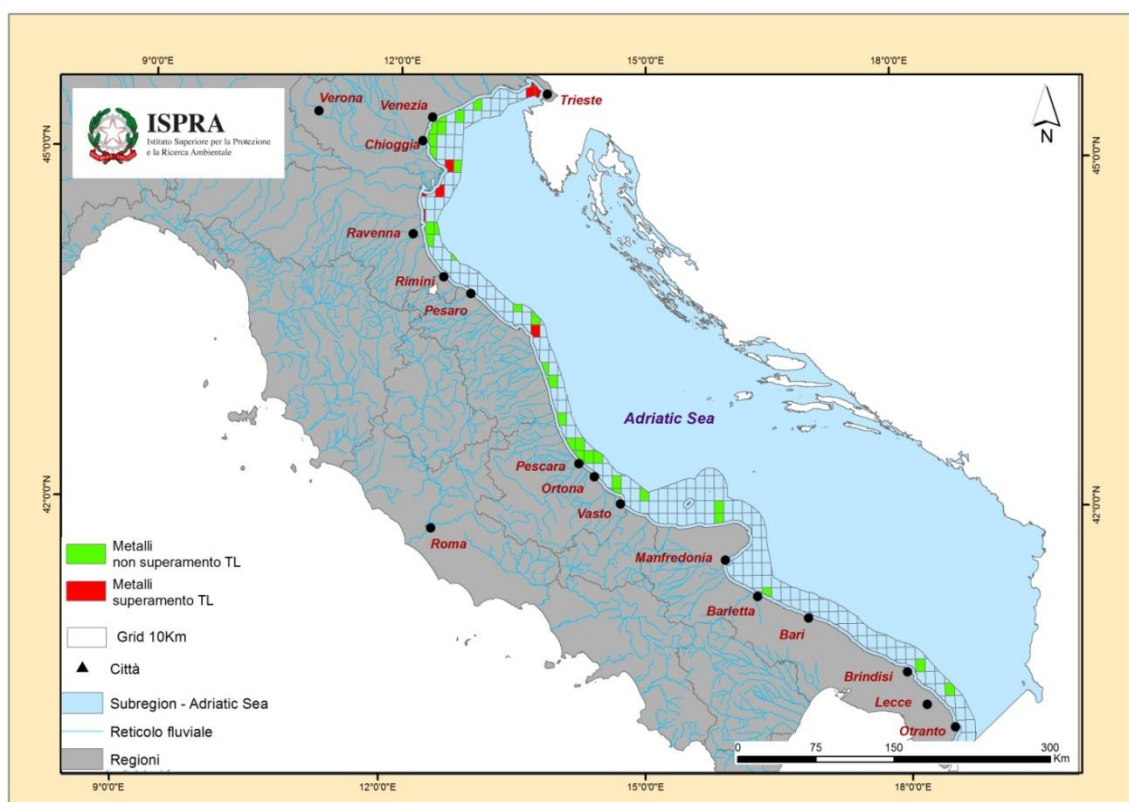 9°0'0"E
12°0'0"E
15°0'0"E
18°0'0"E
ISPRA
Istituto Superiore per la Protezione
e la Ricerca Ambientale
Verona
Venezia
Trieste
N
45°0'0"N
45°0'0"N
Chioggia
Ravenna
Rimini
Pesaro
Adriatic Sea
Pescara
Ortona
42°0'0"N
42°0'0"N
Vasto
Roma
Manfredonia
Barletta
Bari
Brindisi
Lecce
Otranto
Metalli
non superamento TL
Metalli
superamento TL
Grid 10Km
Città
Subregion - Adriatic Sea
Reticolo fluviale
Regioni
0 75 150 300
Km
9°0'0"E
12°0'0"E
15°0'0"E
18°0'0"E